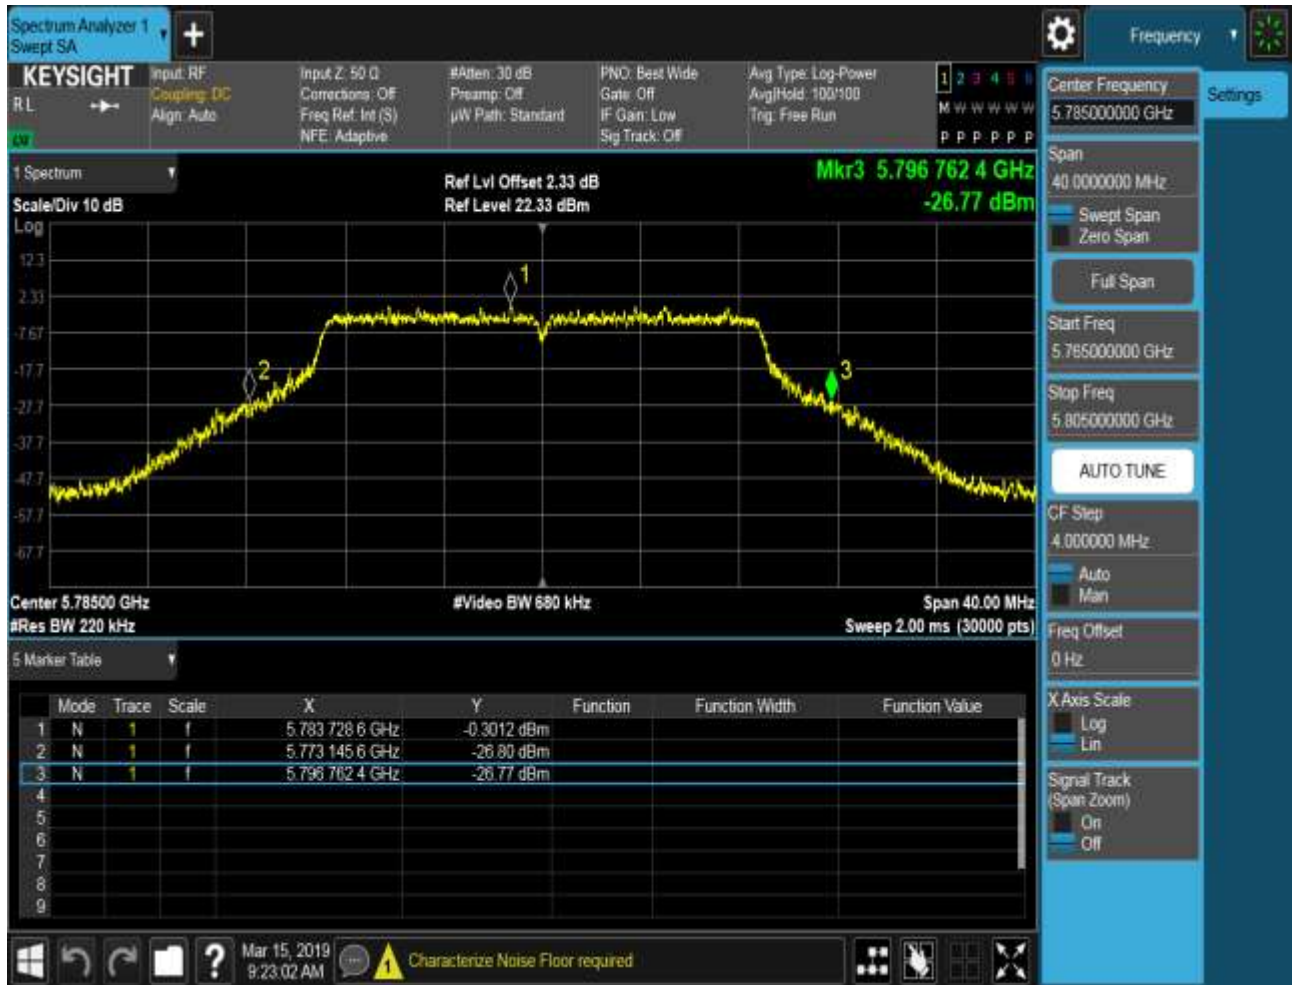 Spectrum Analyzer 1
Swept SA
Frequency
KEYSIGHT
RL
Input: RF
Coupling: DC
Align: Auto
Input Z: 50 Ω
Corrections: Off
Freq Ref: Int (S)
NFE: Adaptive
#Atten: 30 dB
Preamp: Off
µW Path: Standard
PNO: Best Wide
Gate: Off
IF Gain: Low
Sig Track: Off
Avg Type: Log-Power
Avg|Hold: 100/100
Trig: Free Run
1 2 3 4 5 6
M W W W W W
P P P P P P
1 Spectrum
Scale/Div 10 dB
Ref Lvl Offset 2.33 dB
Ref Level 22.33 dBm
Mkr3 5.796 762 4 GHz
-26.77 dBm
Log
12.3
2.33
-7.67
-17.7
-27.7
-37.7
-47.7
-57.7
-67.7
1
2
3
Center 5.78500 GHz
#Res BW 220 kHz
#Video BW 680 kHz
Span 40.00 MHz
Sweep 2.00 ms (30000 pts)
5 Marker Table
Mode Trace Scale X Y Function Function Width Function Value
1 N 1 f 5.783 728 6 GHz -0.3012 dBm
2 N 1 f 5.773 145 6 GHz -26.80 dBm
3 N 1 f 5.796 762 4 GHz -26.77 dBm
4
5
6
7
8
9
Mar 15, 2019
9:23:02 AM
?
1
Characterize Noise Floor required
Settings
Center Frequency
5.785000000 GHz
Span
40.0000000 MHz
Swept Span
Zero Span
Full Span
Start Freq
5.765000000 GHz
Stop Freq
5.805000000 GHz
AUTO TUNE
CF Step
4.000000 MHz
Auto
Man
Freq Offset
0 Hz
X Axis Scale
Log
Lin
Signal Track
(Span Zoom)
On
Off